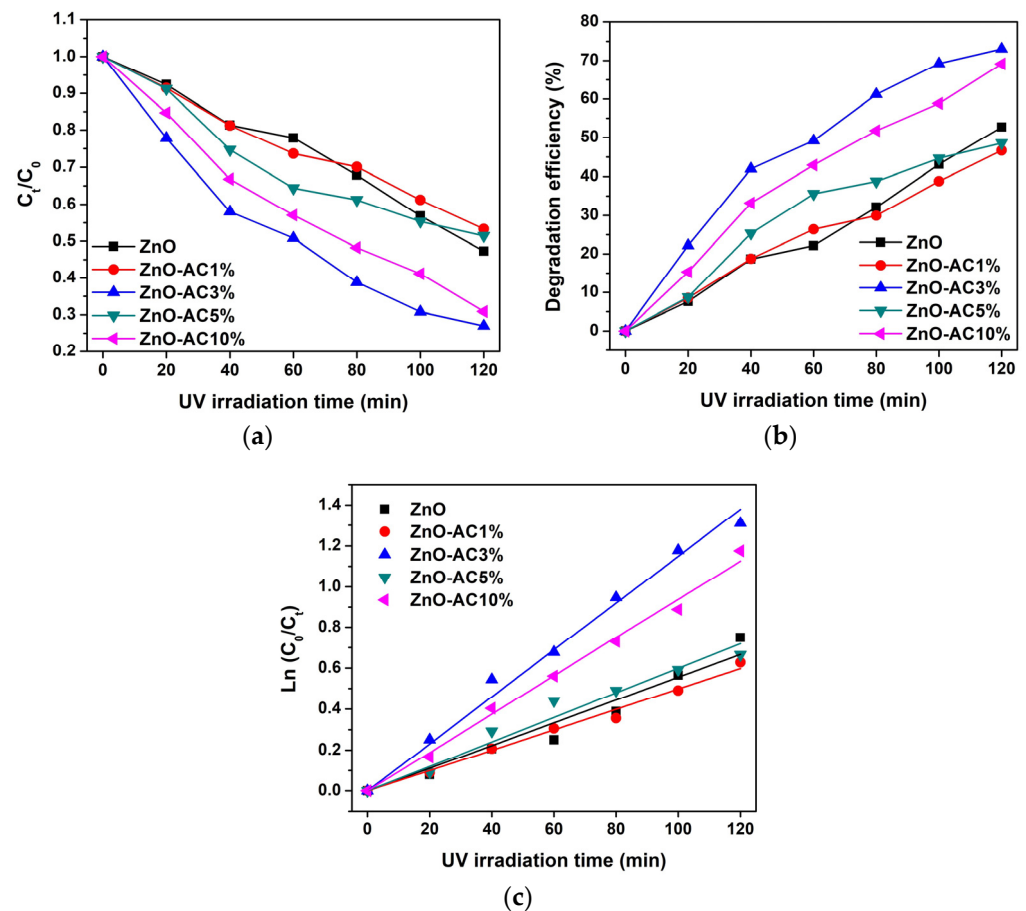 1.1
1.0
0.9
0.8
0.7
0.6
0.5
0.4
0.3
0.2
Ct/C0
ZnO
ZnO-AC1%
ZnO-AC3%
ZnO-AC5%
ZnO-AC10%
0 20 40 60 80 100 120
UV irradiation time (min)
(a)
80
70
60
50
40
30
20
10
0
Degradation efficiency (%)
ZnO
ZnO-AC1%
ZnO-AC3%
ZnO-AC5%
ZnO-AC10%
0 20 40 60 80 100 120
UV irradiation time (min)
(b)
1.4
1.2
1.0
0.8
0.6
0.4
0.2
0.0
Ln (C0/Ct)
ZnO
ZnO-AC1%
ZnO-AC3%
ZnO-AC5%
ZnO-AC10%
0 20 40 60 80 100 120
UV irradiation time (min)
(c)